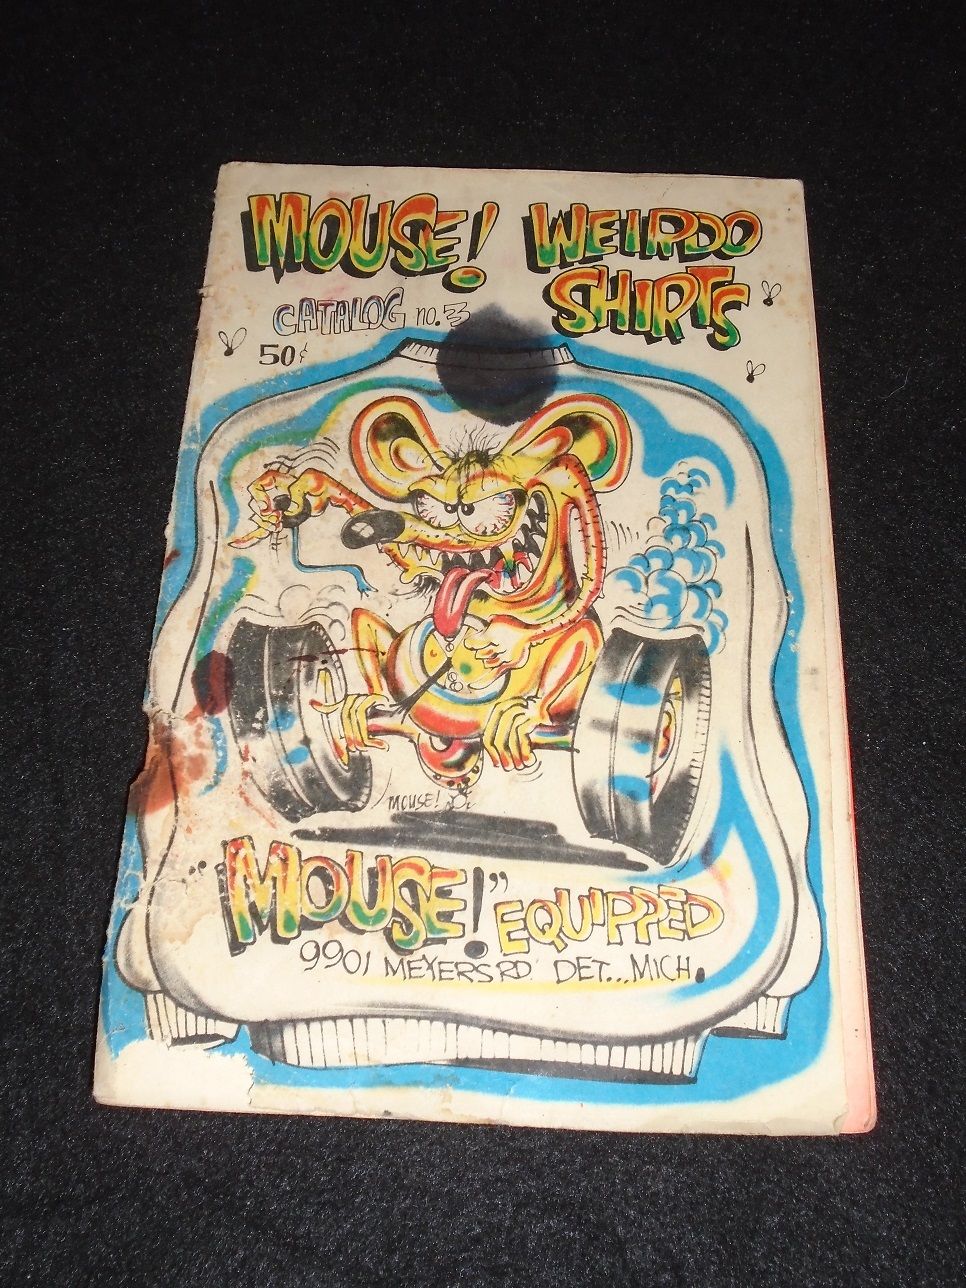 MOUSE! WEIRDO
SHIRTS
CATALOG no. 3
50¢
MOUSE!
"MOUSE!" EQUIPPED
9901 MEYERS RD. DET...MICH.